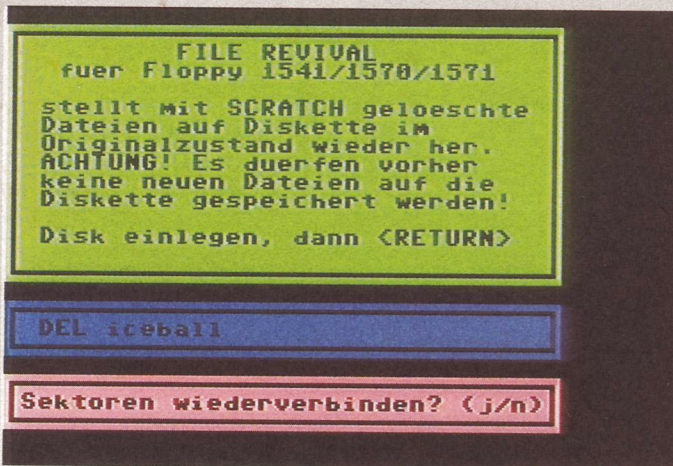 FILE REVIVAL
fuer Floppy 1541/1570/1571
stellt mit SCRATCH geloeschte
Dateien auf Diskette im
Originalzustand wieder her.
ACHTUNG! Es duerfen vorher
keine neuen Dateien auf die
Diskette gespeichert werden!
Disk einlegen, dann <RETURN>
DEL iceball
Sektoren wiederverbinden? (j/n)